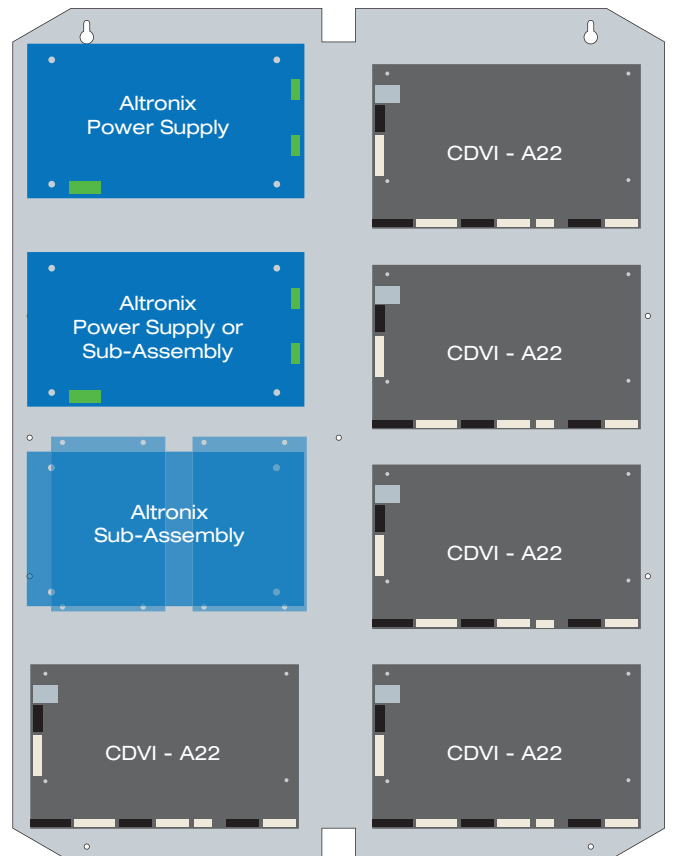 Altronix
Power Supply
CDVI - A22
Altronix
Power Supply or
Sub-Assembly
CDVI - A22
Altronix
Sub-Assembly
CDVI - A22
CDVI - A22
CDVI - A22